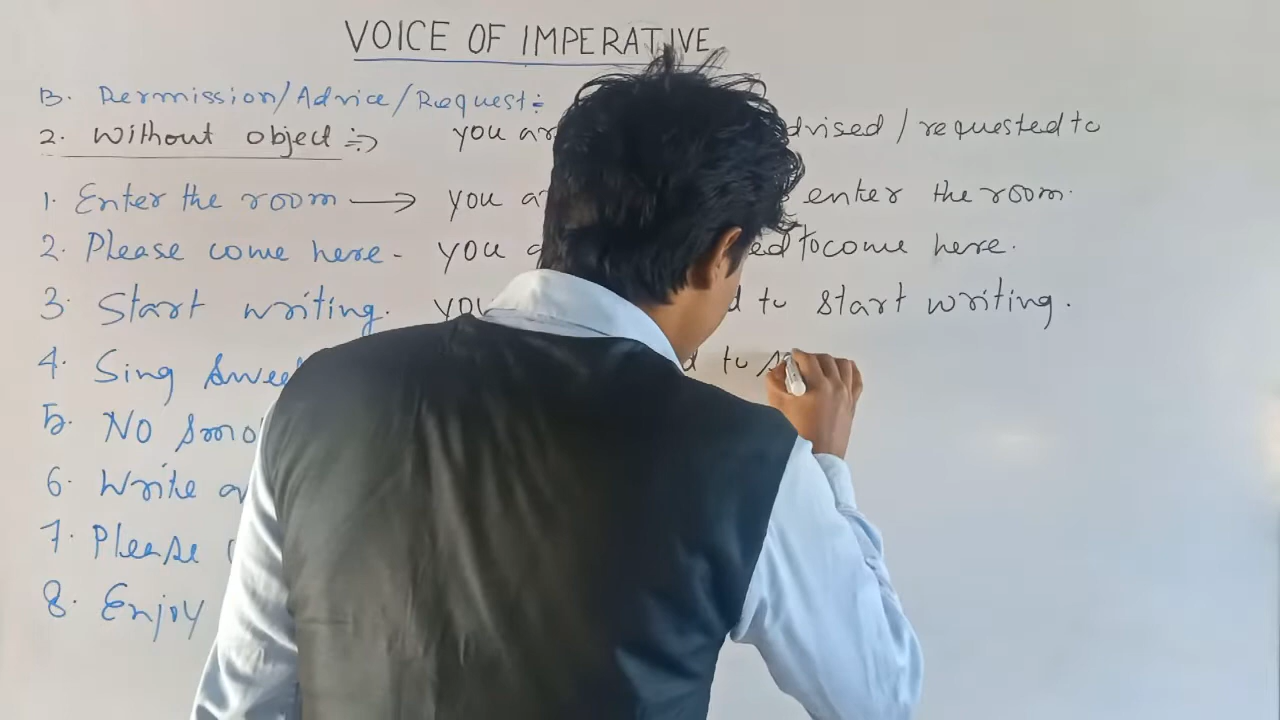 VOICE OF IMPERATIVE
B. Permission/Advice/Request:
2. Without object :⇒ you are dvised / requested to
1. Enter the room → you a enter the room.
2. Please come here - you a ed to come here.
3. Start writing. you d to start writing.
4. Sing swee d to s
5. NO smo
6. Write
7. Please
8. Enjoy